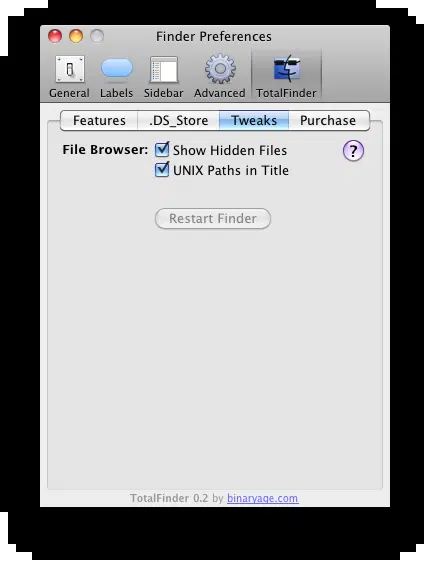 Finder Preferences
General Labels Sidebar Advanced TotalFinder
Features .DS_Store Tweaks Purchase
File Browser: Show Hidden Files ?
UNIX Paths in Title
Restart Finder
TotalFinder 0.2 by binaryage.com